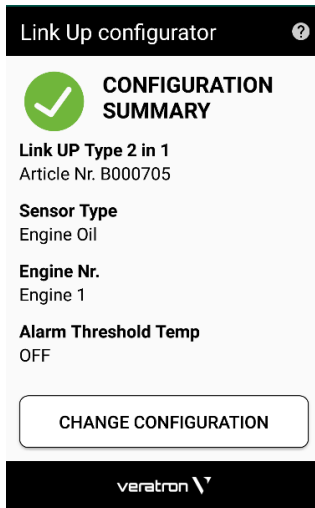 Link Up configurator ?
CONFIGURATION
SUMMARY
Link UP Type 2 in 1
Article Nr. B000705
Sensor Type
Engine Oil
Engine Nr.
Engine 1
Alarm Threshold Temp
OFF
CHANGE CONFIGURATION
veratron